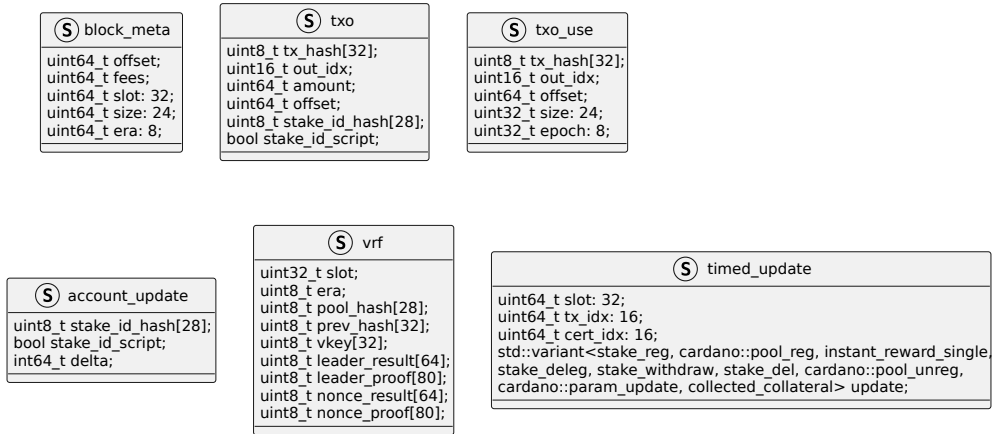 S block_meta
uint64_t offset;
uint64_t fees;
uint64_t slot: 32;
uint64_t size: 24;
uint64_t era: 8;
S txo
uint8_t tx_hash[32];
uint16_t out_idx;
uint64_t amount;
uint64_t offset;
uint8_t stake_id_hash[28];
bool stake_id_script;
S txo_use
uint8_t tx_hash[32];
uint16_t out_idx;
uint64_t offset;
uint32_t size: 24;
uint32_t epoch: 8;
S account_update
uint8_t stake_id_hash[28];
bool stake_id_script;
int64_t delta;
S vrf
uint32_t slot;
uint8_t era;
uint8_t pool_hash[28];
uint8_t prev_hash[32];
uint8_t vkey[32];
uint8_t leader_result[64];
uint8_t leader_proof[80];
uint8_t nonce_result[64];
uint8_t nonce_proof[80];
S timed_update
uint64_t slot: 32;
uint64_t tx_idx: 16;
uint64_t cert_idx: 16;
std::variant<stake_reg, cardano::pool_reg, instant_reward_single,
stake_deleg, stake_withdraw, stake_del, cardano::pool_unreg,
cardano::param_update, collected_collateral> update;